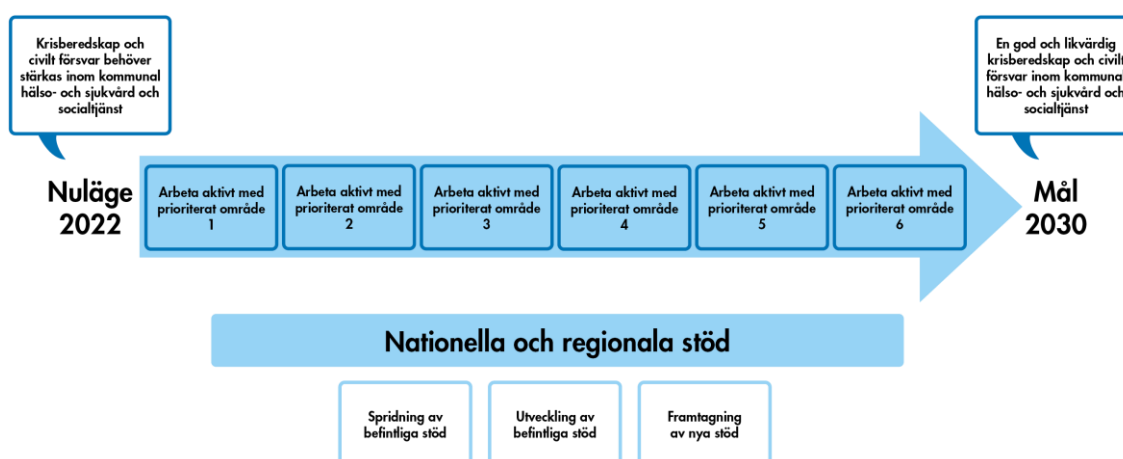 Krisberedskap och
civilt försvar behöver
stärkas inom kommunal
hälso- och sjukvård och
socialtjänst
En god och likvärdig
krisberedskap och civilt
försvar inom kommunal
hälso- och sjukvård och
socialtjänst
Nuläge
2022
Arbeta aktivt med
prioriterat område
1
Arbeta aktivt med
prioriterat område
2
Arbeta aktivt med
prioriterat område
3
Arbeta aktivt med
prioriterat område
4
Arbeta aktivt med
prioriterat område
5
Arbeta aktivt med
prioriterat område
6
Mål
2030
Nationella och regionala stöd
Spridning av
befintliga stöd
Utveckling av
befintliga stöd
Framtagning
av nya stöd